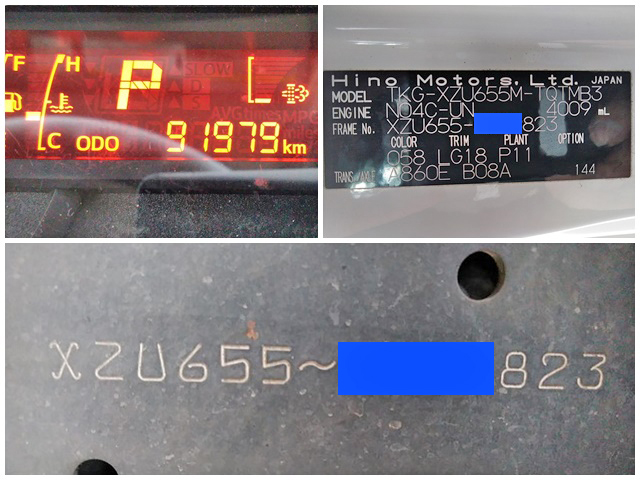 F
H
P
C ODO 91979 km
Hino Motors, Ltd. JAPAN
MODEL TKG-XZU655M-TQTMB3
ENGINE N04C-UN 4009 mL
FRAME No. XZU655- 823
COLOR TRIM PLANT OPTION
058 LG18 P11
TRANS/AXLE A860E B08A 144
XZU655~ 823